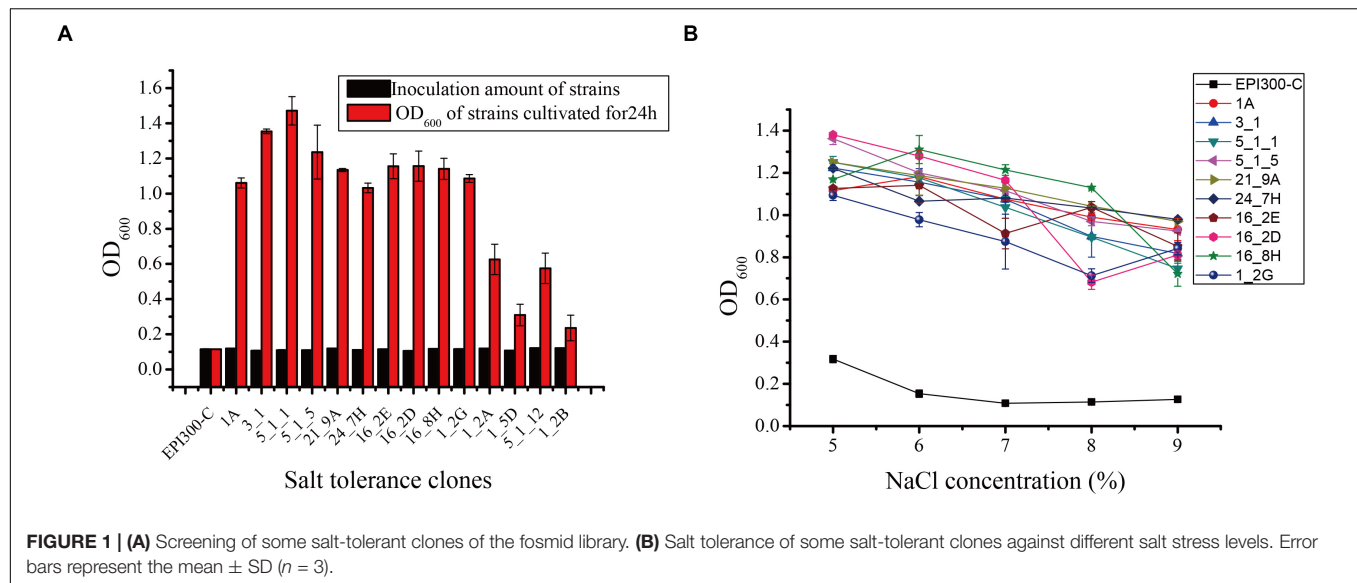 A
1.6
1.4
1.2
1.0
0.8
0.6
0.4
0.2
0.0
OD600
Inoculation amount of strains
OD600 of strains cultivated for24h
EPI300-C
1A
3_1
5_1_1
5_1_5
21_9A
24_7H
16_2E
16_2D
16_8H
1_2G
1_2A
1_5D
5_1_12
1_2B
Salt tolerance clones
B
1.4
1.2
1.0
0.8
0.6
0.4
0.2
0.0
OD600
5 6 7 8 9
NaCl concentration (%)
EPI300-C
1A
3_1
5_1_1
5_1_5
21_9A
24_7H
16_2E
16_2D
16_8H
1_2G
FIGURE 1 | (A) Screening of some salt-tolerant clones of the fosmid library. (B) Salt tolerance of some salt-tolerant clones against different salt stress levels. Error
bars represent the mean ± SD (n = 3).